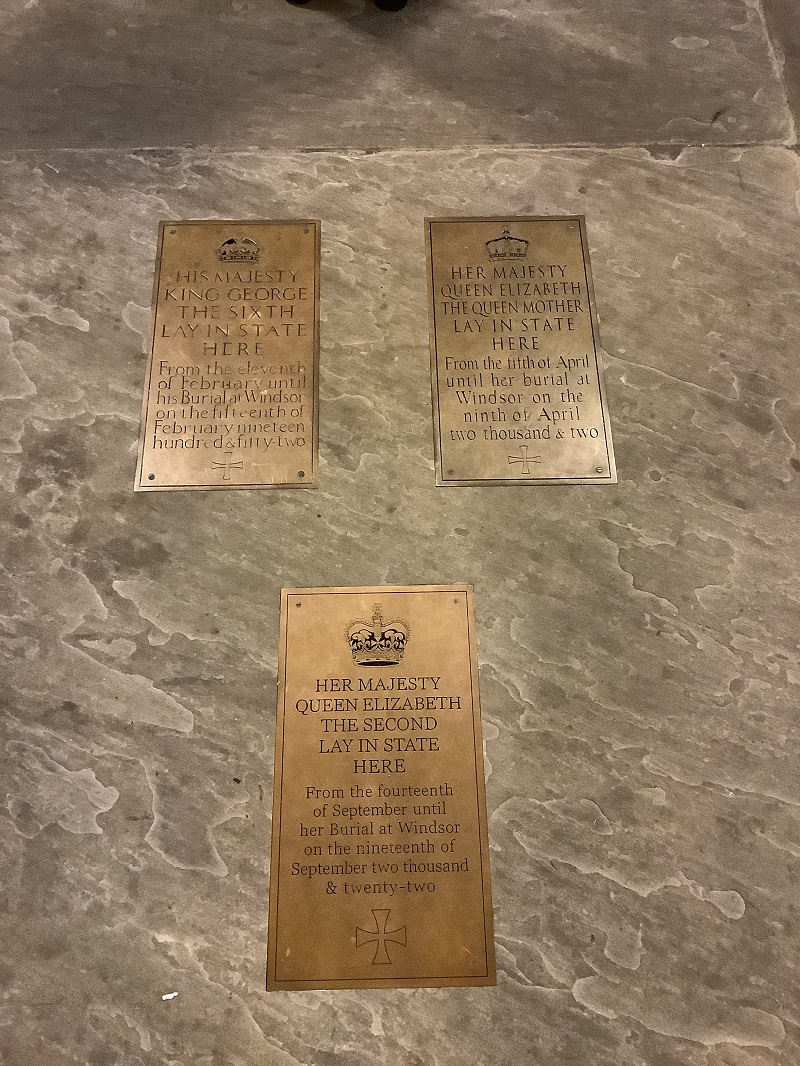 HIS MAJESTY
KING GEORGE
THE SIXTH
LAY IN STATE
HERE
From the eleventh
of February until
his Burial at Windsor
on the fifteenth of
February nineteen
hundred & fifty-two
HER MAJESTY
QUEEN ELIZABETH
THE QUEEN MOTHER
LAY IN STATE
HERE
From the fifth of April
until her burial at
Windsor on the
ninth of April
two thousand & two
HER MAJESTY
QUEEN ELIZABETH
THE SECOND
LAY IN STATE
HERE
From the fourteenth
of September until
her Burial at Windsor
on the nineteenth of
September two thousand
& twenty-two